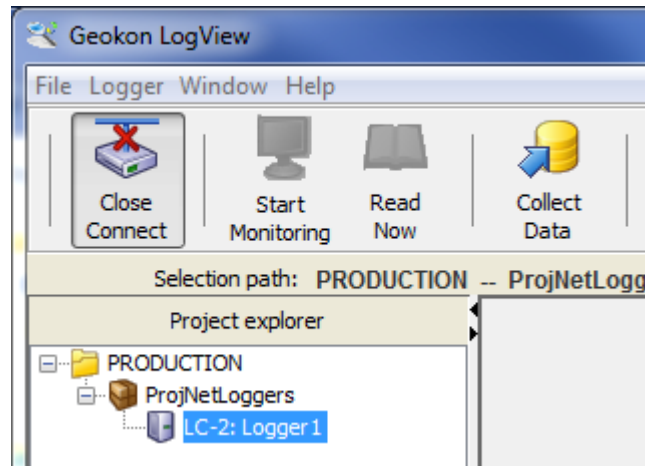 Geokon LogView
File Logger Window Help
Close Connect
Start Monitoring
Read Now
Collect Data
Selection path: PRODUCTION -- ProjNetLogg
Project explorer
PRODUCTION
ProjNetLoggers
LC-2: Logger1